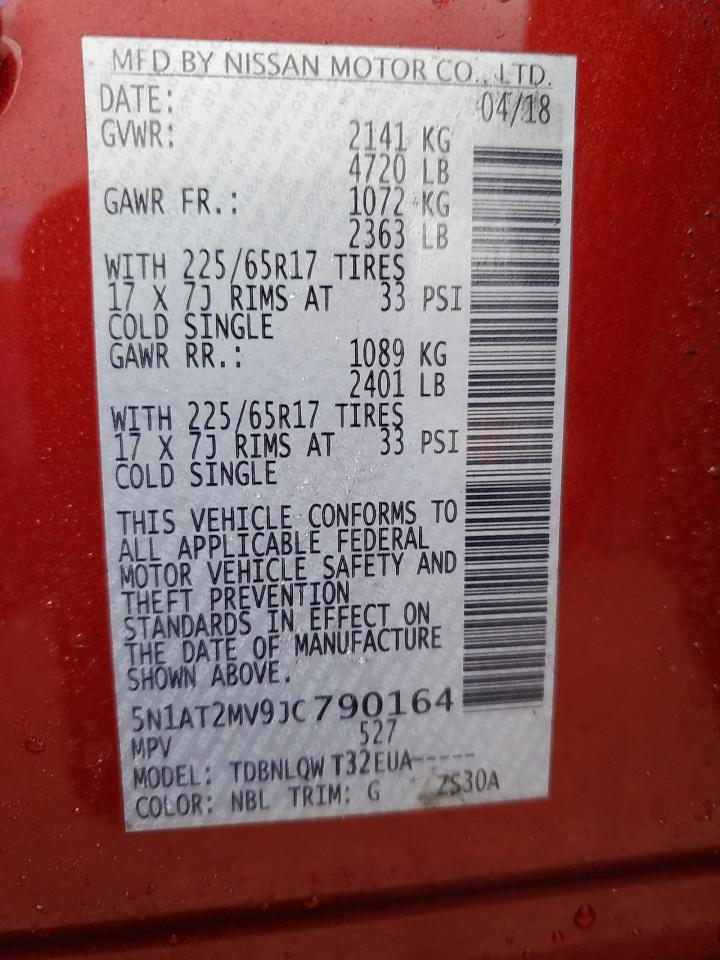 MFD BY NISSAN MOTOR CO., LTD.
DATE: 04/18
GVWR: 2141 KG
4720 LB
GAWR FR.: 1072 KG
2363 LB
WITH 225/65R17 TIRES
17 X 7J RIMS AT 33 PSI
COLD SINGLE
GAWR RR.: 1089 KG
2401 LB
WITH 225/65R17 TIRES
17 X 7J RIMS AT 33 PSI
COLD SINGLE
THIS VEHICLE CONFORMS TO
ALL APPLICABLE FEDERAL
MOTOR VEHICLE SAFETY AND
THEFT PREVENTION
STANDARDS IN EFFECT ON
THE DATE OF MANUFACTURE
SHOWN ABOVE.
5N1AT2MV9JC790164
MPV 527
MODEL: TDBNLQW T32EUA-----
COLOR: NBL TRIM: G ZS30A